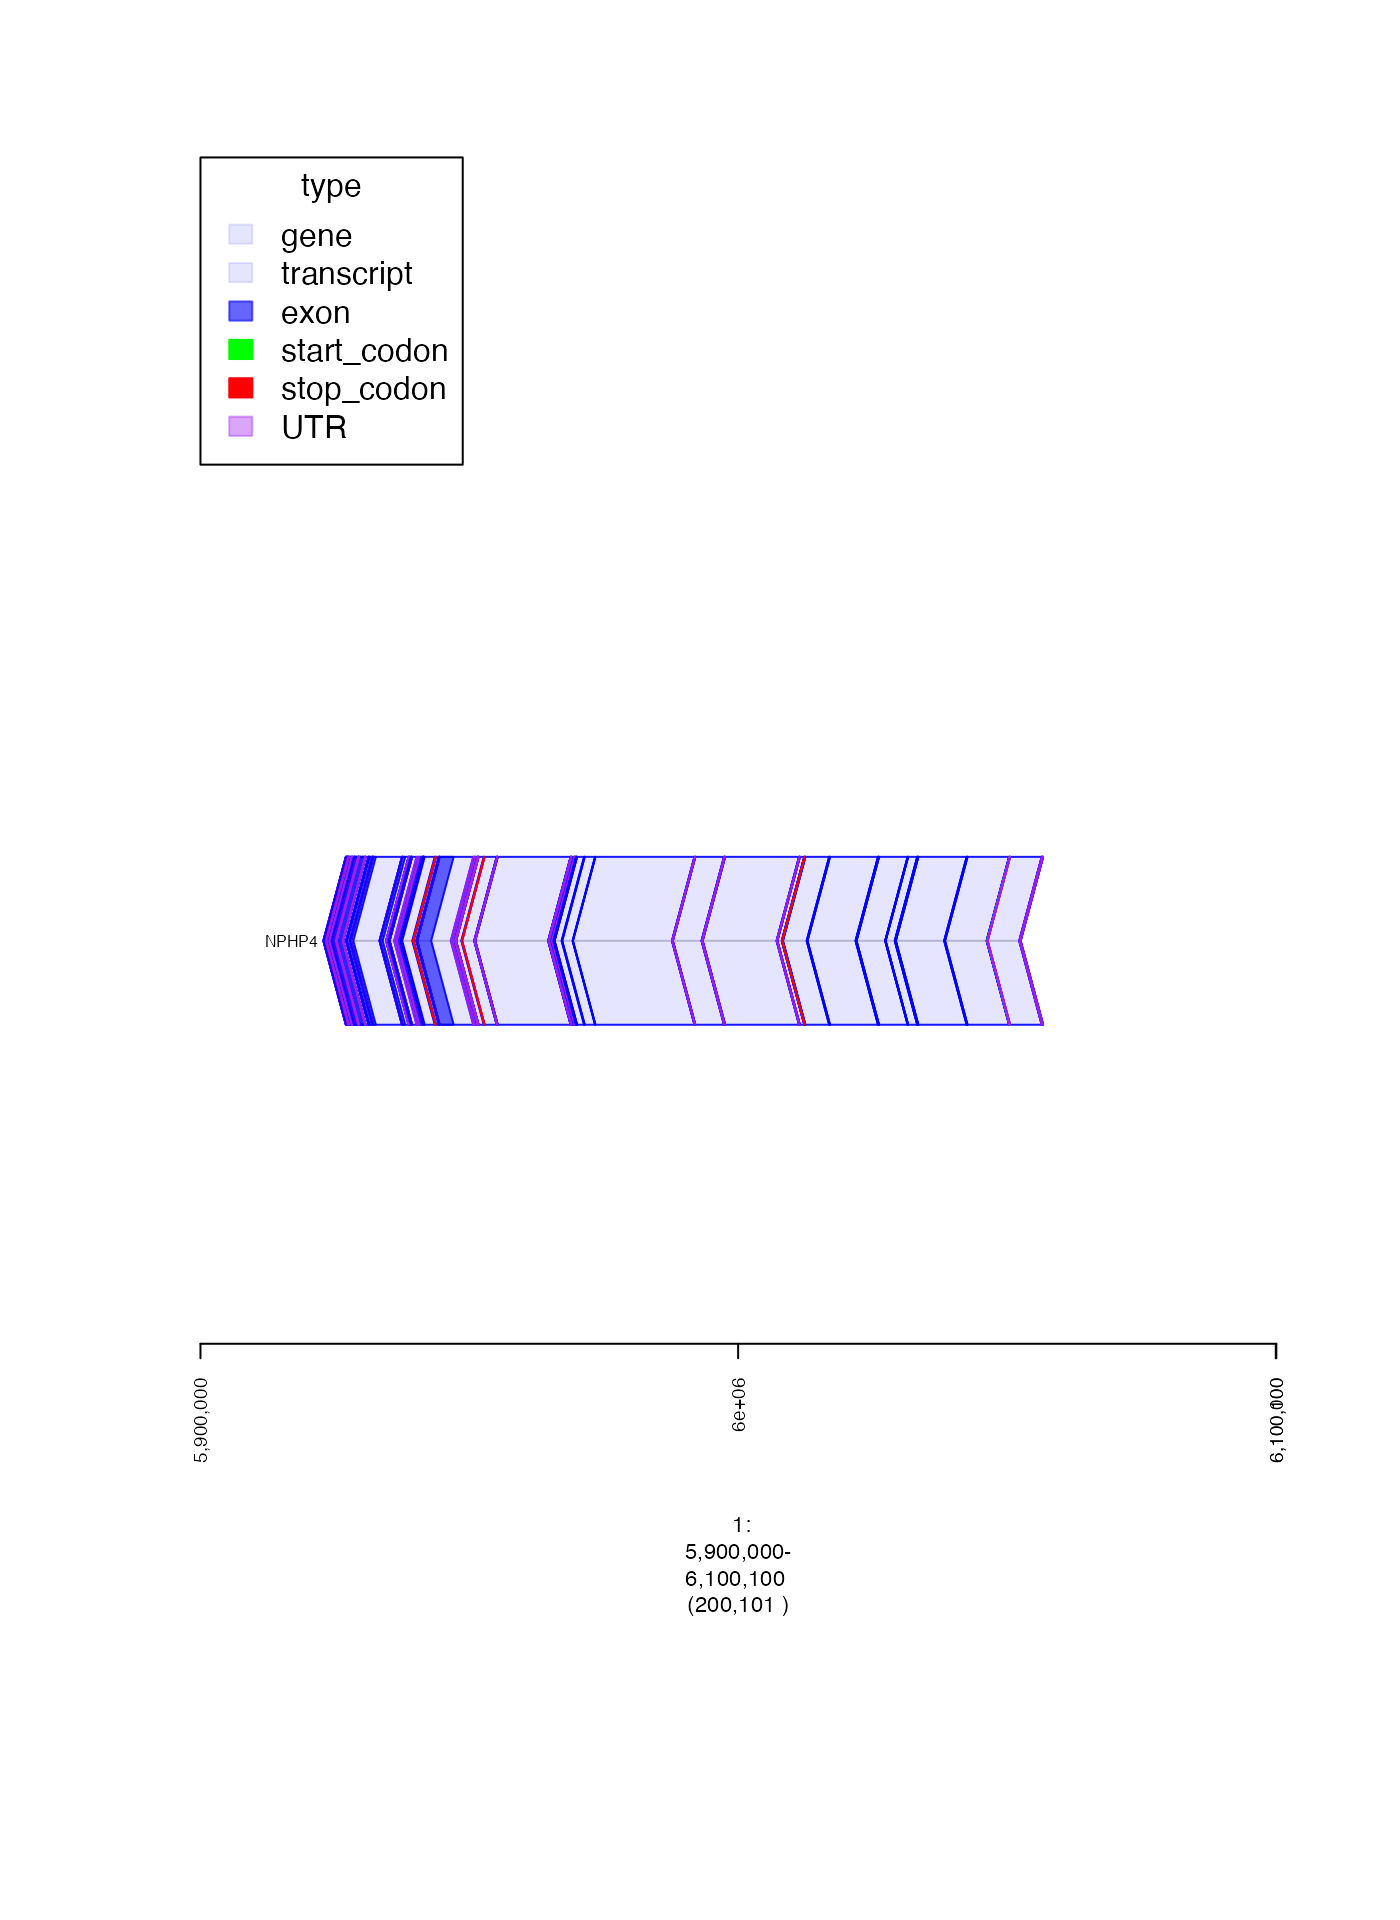 type
gene
transcript
exon
start_codon
stop_codon
UTR
NPHP4
5,900,000
6e+06
6,100,000
1:
5,900,000-
6,100,100
(200,101 )